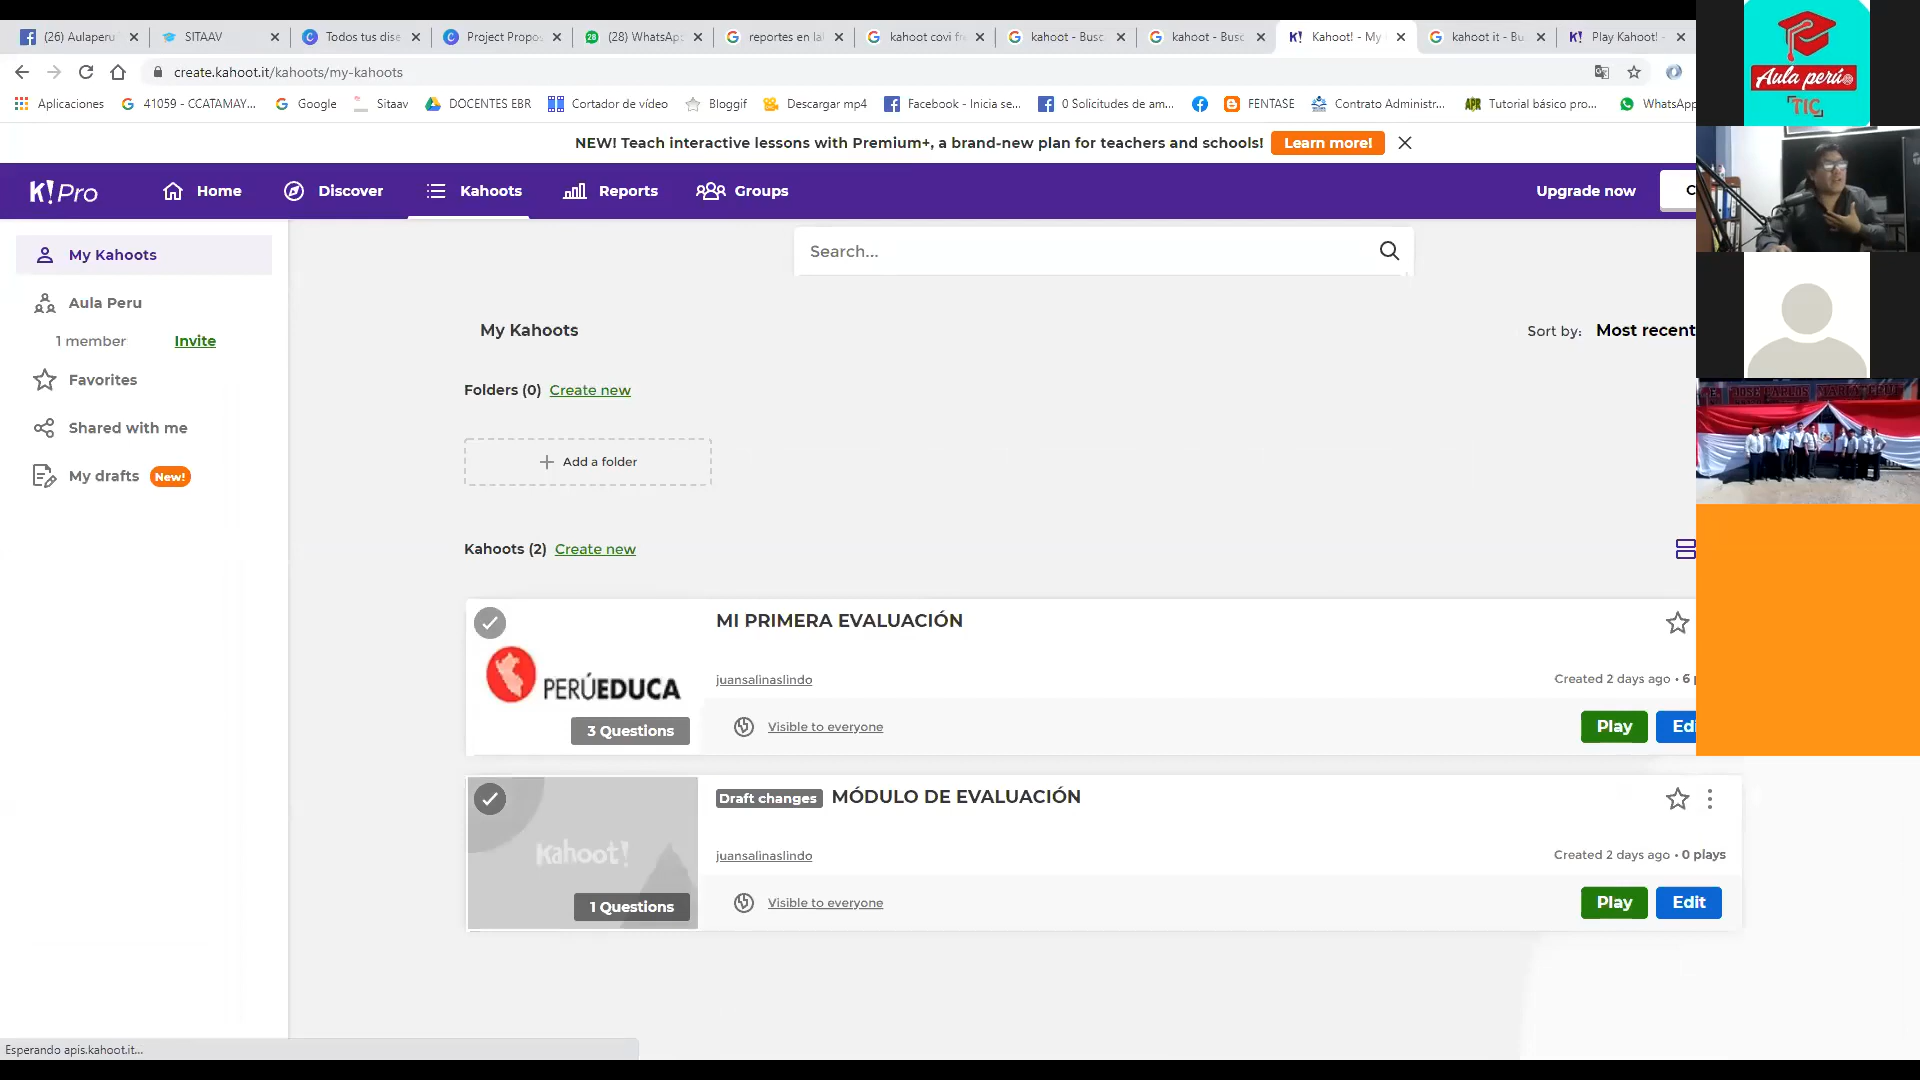 (26) Aulaperu
SITAAV
Todos tus dise
Project Propos
(28) WhatsApp
reportes en la
kahoot covi fr
kahoot - Busc
kahoot - Busc
Kahoot! - My
kahoot it - Bu
Play Kahoot! -
create.kahoot.it/kahoots/my-kahoots
Aplicaciones
41059 - CCATAMAY...
Google
Sitaav
DOCENTES EBR
Cortador de vídeo
Bloggif
Descargar mp4
Facebook - Inicia se...
0 Solicitudes de am...
FENTASE
Contrato Administr...
Tutorial básico pro...
WhatsApp
NEW! Teach interactive lessons with Premium+, a brand-new plan for teachers and schools!
Learn more!
K! Pro
Home
Discover
Kahoots
Reports
Groups
Upgrade now
C
Aula perú
TIC
My Kahoots
Aula Peru
1 member
Invite
Favorites
Shared with me
My drafts
New!
Search...
My Kahoots
Sort by:
Most recent
Folders (0)
Create new
Add a folder
Kahoots (2)
Create new
PERÚEDUCA
3 Questions
MI PRIMERA EVALUACIÓN
juansalinaslindo
Created 2 days ago • 6 p
Visible to everyone
Play
Edi
Kahoot!
1 Questions
Draft changes
MÓDULO DE EVALUACIÓN
juansalinaslindo
Created 2 days ago • 0 plays
Visible to everyone
Play
Edit
JOSE CARLOS MARIATEGUI
Esperando apis.kahoot.it...